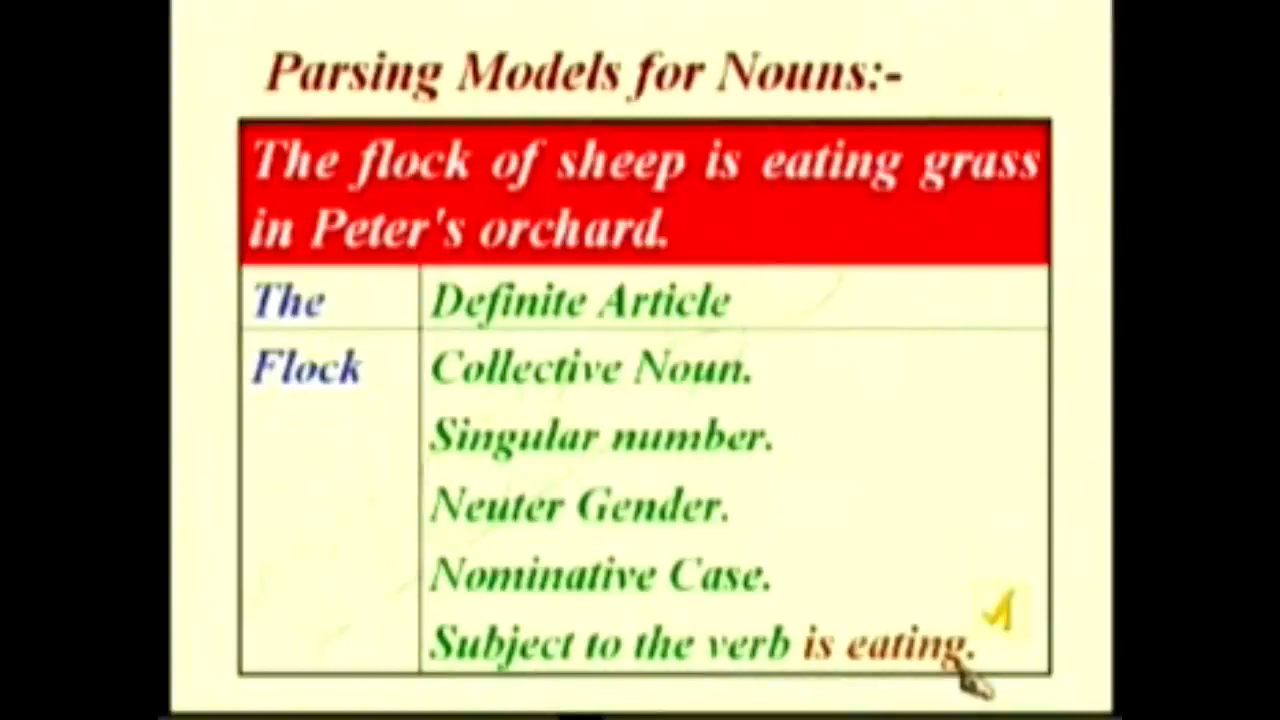 Parsing Models for Nouns:-
The flock of sheep is eating grass
in Peter's orchard.
The Definite Article
Flock Collective Noun.
Singular number.
Neuter Gender.
Nominative Case.
Subject to the verb is eating.